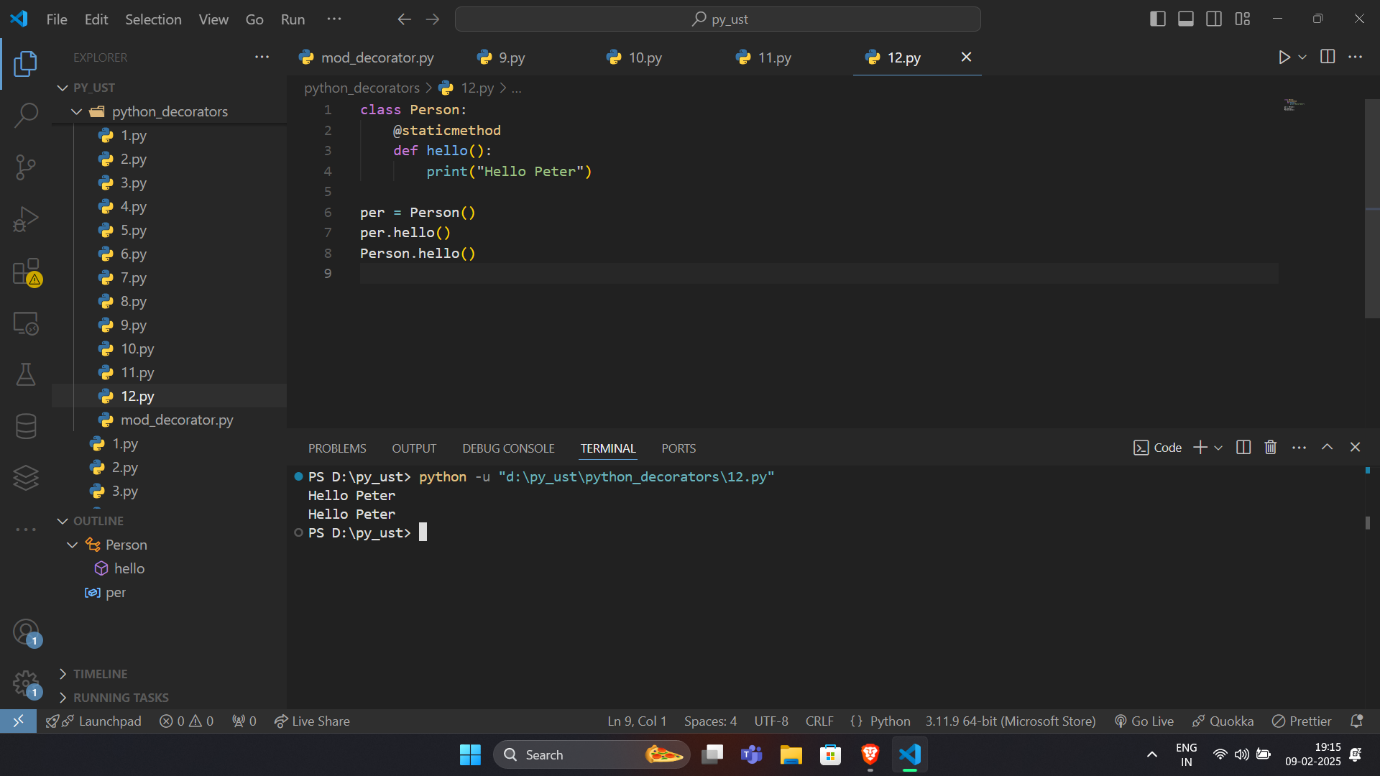 File Edit Selection View Go Run ···
py_ust
EXPLORER ···
PY_UST
python_decorators
1.py
2.py
3.py
4.py
5.py
6.py
7.py
8.py
9.py
10.py
11.py
12.py
mod_decorator.py
1.py
2.py
3.py
OUTLINE
Person
hello
per
TIMELINE
RUNNING TASKS
mod_decorator.py 9.py 10.py 11.py 12.py
python_decorators > 12.py > ...
1 class Person:
2 @staticmethod
3 def hello():
4 print("Hello Peter")
5
6 per = Person()
7 per.hello()
8 Person.hello()
9
PROBLEMS OUTPUT DEBUG CONSOLE TERMINAL PORTS
Code
PS D:\py_ust> python -u "d:\py_ust\python_decorators\12.py"
Hello Peter
Hello Peter
PS D:\py_ust>
1
1
Launchpad 0 0 0 Live Share Ln 9, Col 1 Spaces: 4 UTF-8 CRLF {} Python 3.11.9 64-bit (Microsoft Store) Go Live Quokka Prettier
Search
ENG
IN
19:15
09-02-2025